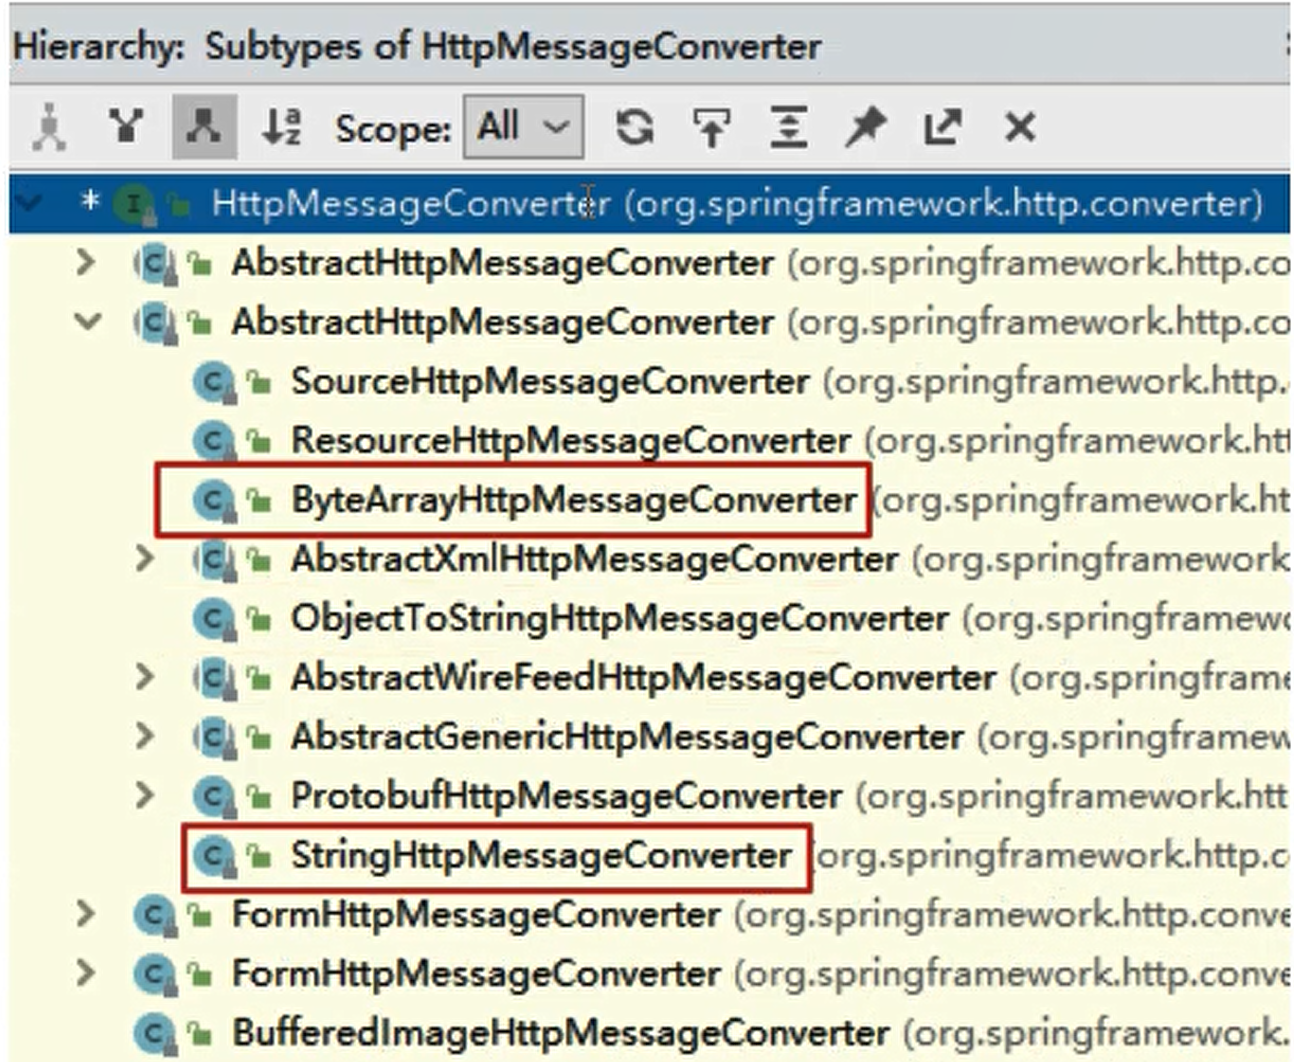 Hierarchy: Subtypes of HttpMessageConverter
Scope: All
* HttpMessageConverter (org.springframework.http.converter)
AbstractHttpMessageConverter (org.springframework.http.co
AbstractHttpMessageConverter (org.springframework.http.co
SourceHttpMessageConverter (org.springframework.http.
ResourceHttpMessageConverter (org.springframework.htt
ByteArrayHttpMessageConverter (org.springframework.ht
AbstractXmlHttpMessageConverter (org.springframework
ObjectToStringHttpMessageConverter (org.springframewo
AbstractWireFeedHttpMessageConverter (org.springframe
AbstractGenericHttpMessageConverter (org.springframew
ProtobufHttpMessageConverter (org.springframework.htt
StringHttpMessageConverter (org.springframework.http.c
FormHttpMessageConverter (org.springframework.http.conve
FormHttpMessageConverter (org.springframework.http.conve
BufferedImageHttpMessageConverter (org.springframework.